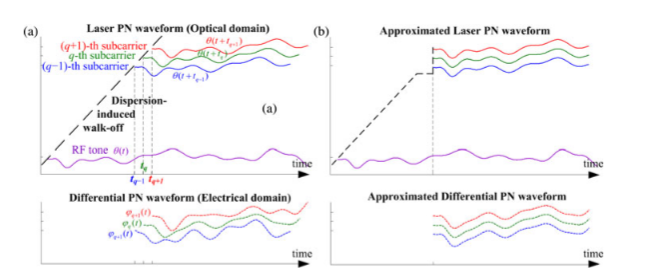 (a)
Laser PN waveform (Optical domain)
(q+1)-th subcarrier
θ(t+t_{q+1})
q-th subcarrier
θ(t+t_q)
(q−1)-th subcarrier
θ(t+t_{q−1})
Dispersion-
induced
walk-off
(a)
RF tone θ(t)
time
t_q
t_{q−1} t_{q+1}
Differential PN waveform (Electrical domain)
φ_{q+1}(t)
φ_q(t)
φ_{q+1}(t)
time
(b)
Approximated Laser PN waveform
time
Approximated Differential PN waveform
time